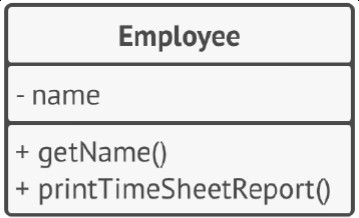 Employee
- name
+ getName()
+ printTimeSheetReport()